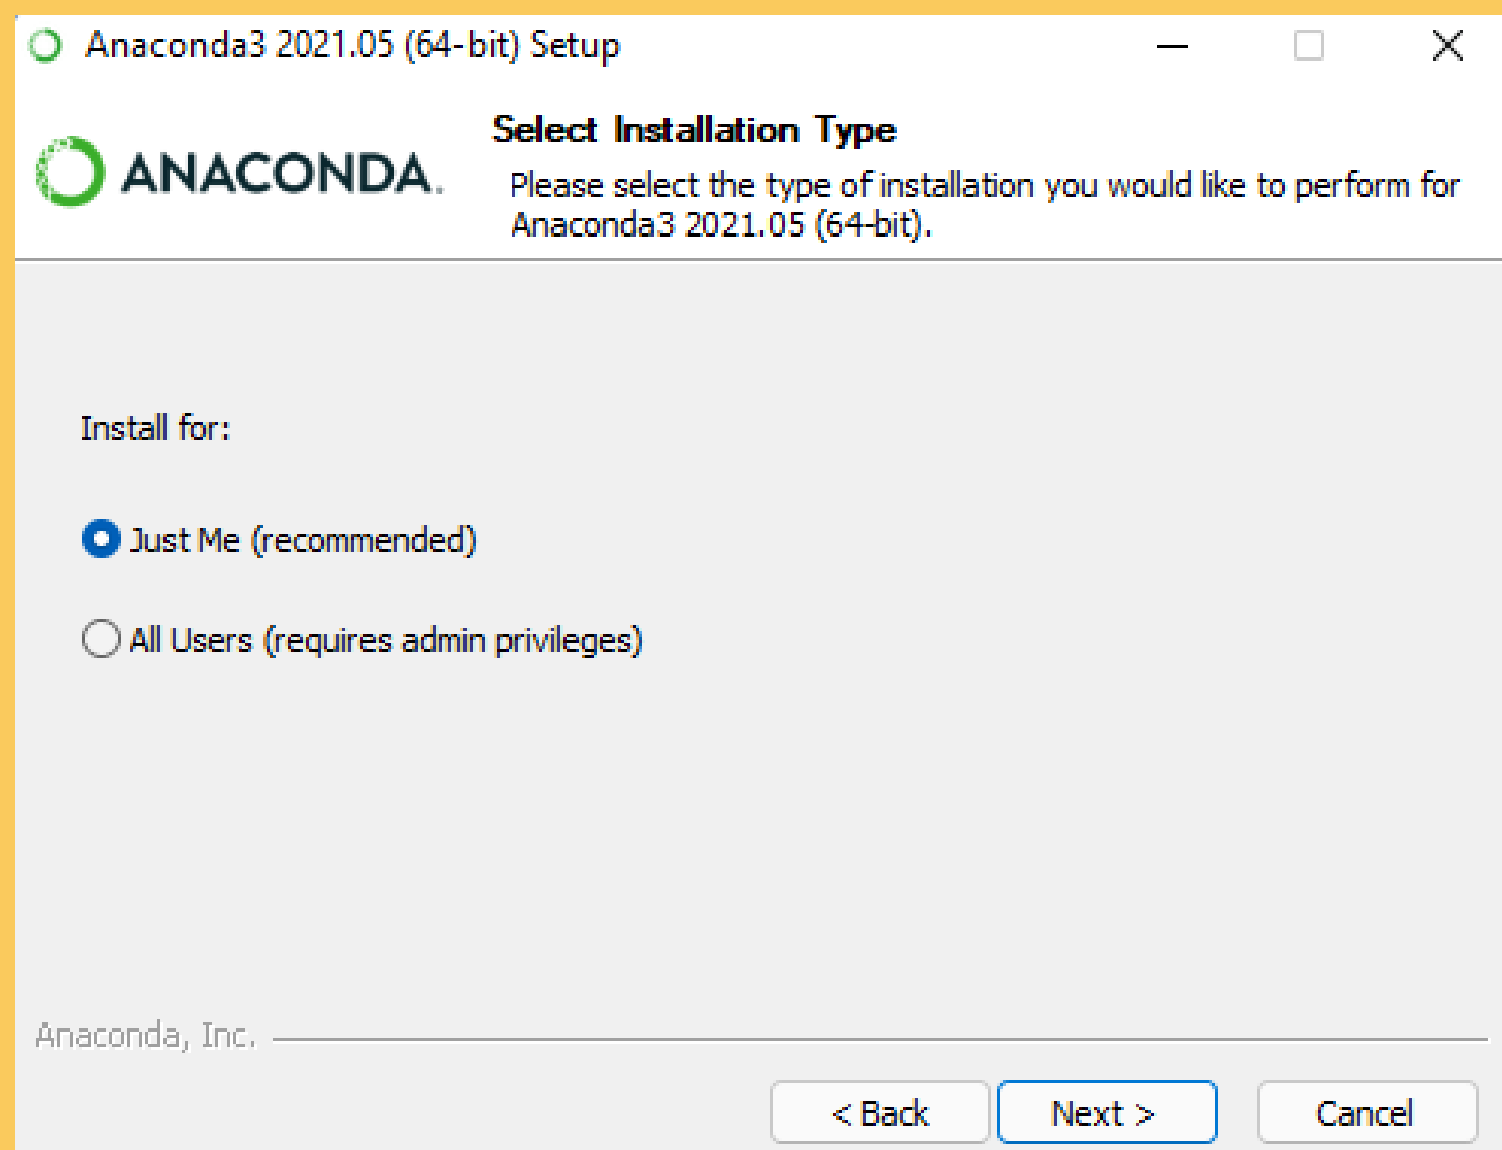 Anaconda3 2021.05 (64-bit) Setup
ANACONDA.
Select Installation Type
Please select the type of installation you would like to perform for
Anaconda3 2021.05 (64-bit).
Install for:
Just Me (recommended)
All Users (requires admin privileges)
Anaconda, Inc.
< Back
Next >
Cancel